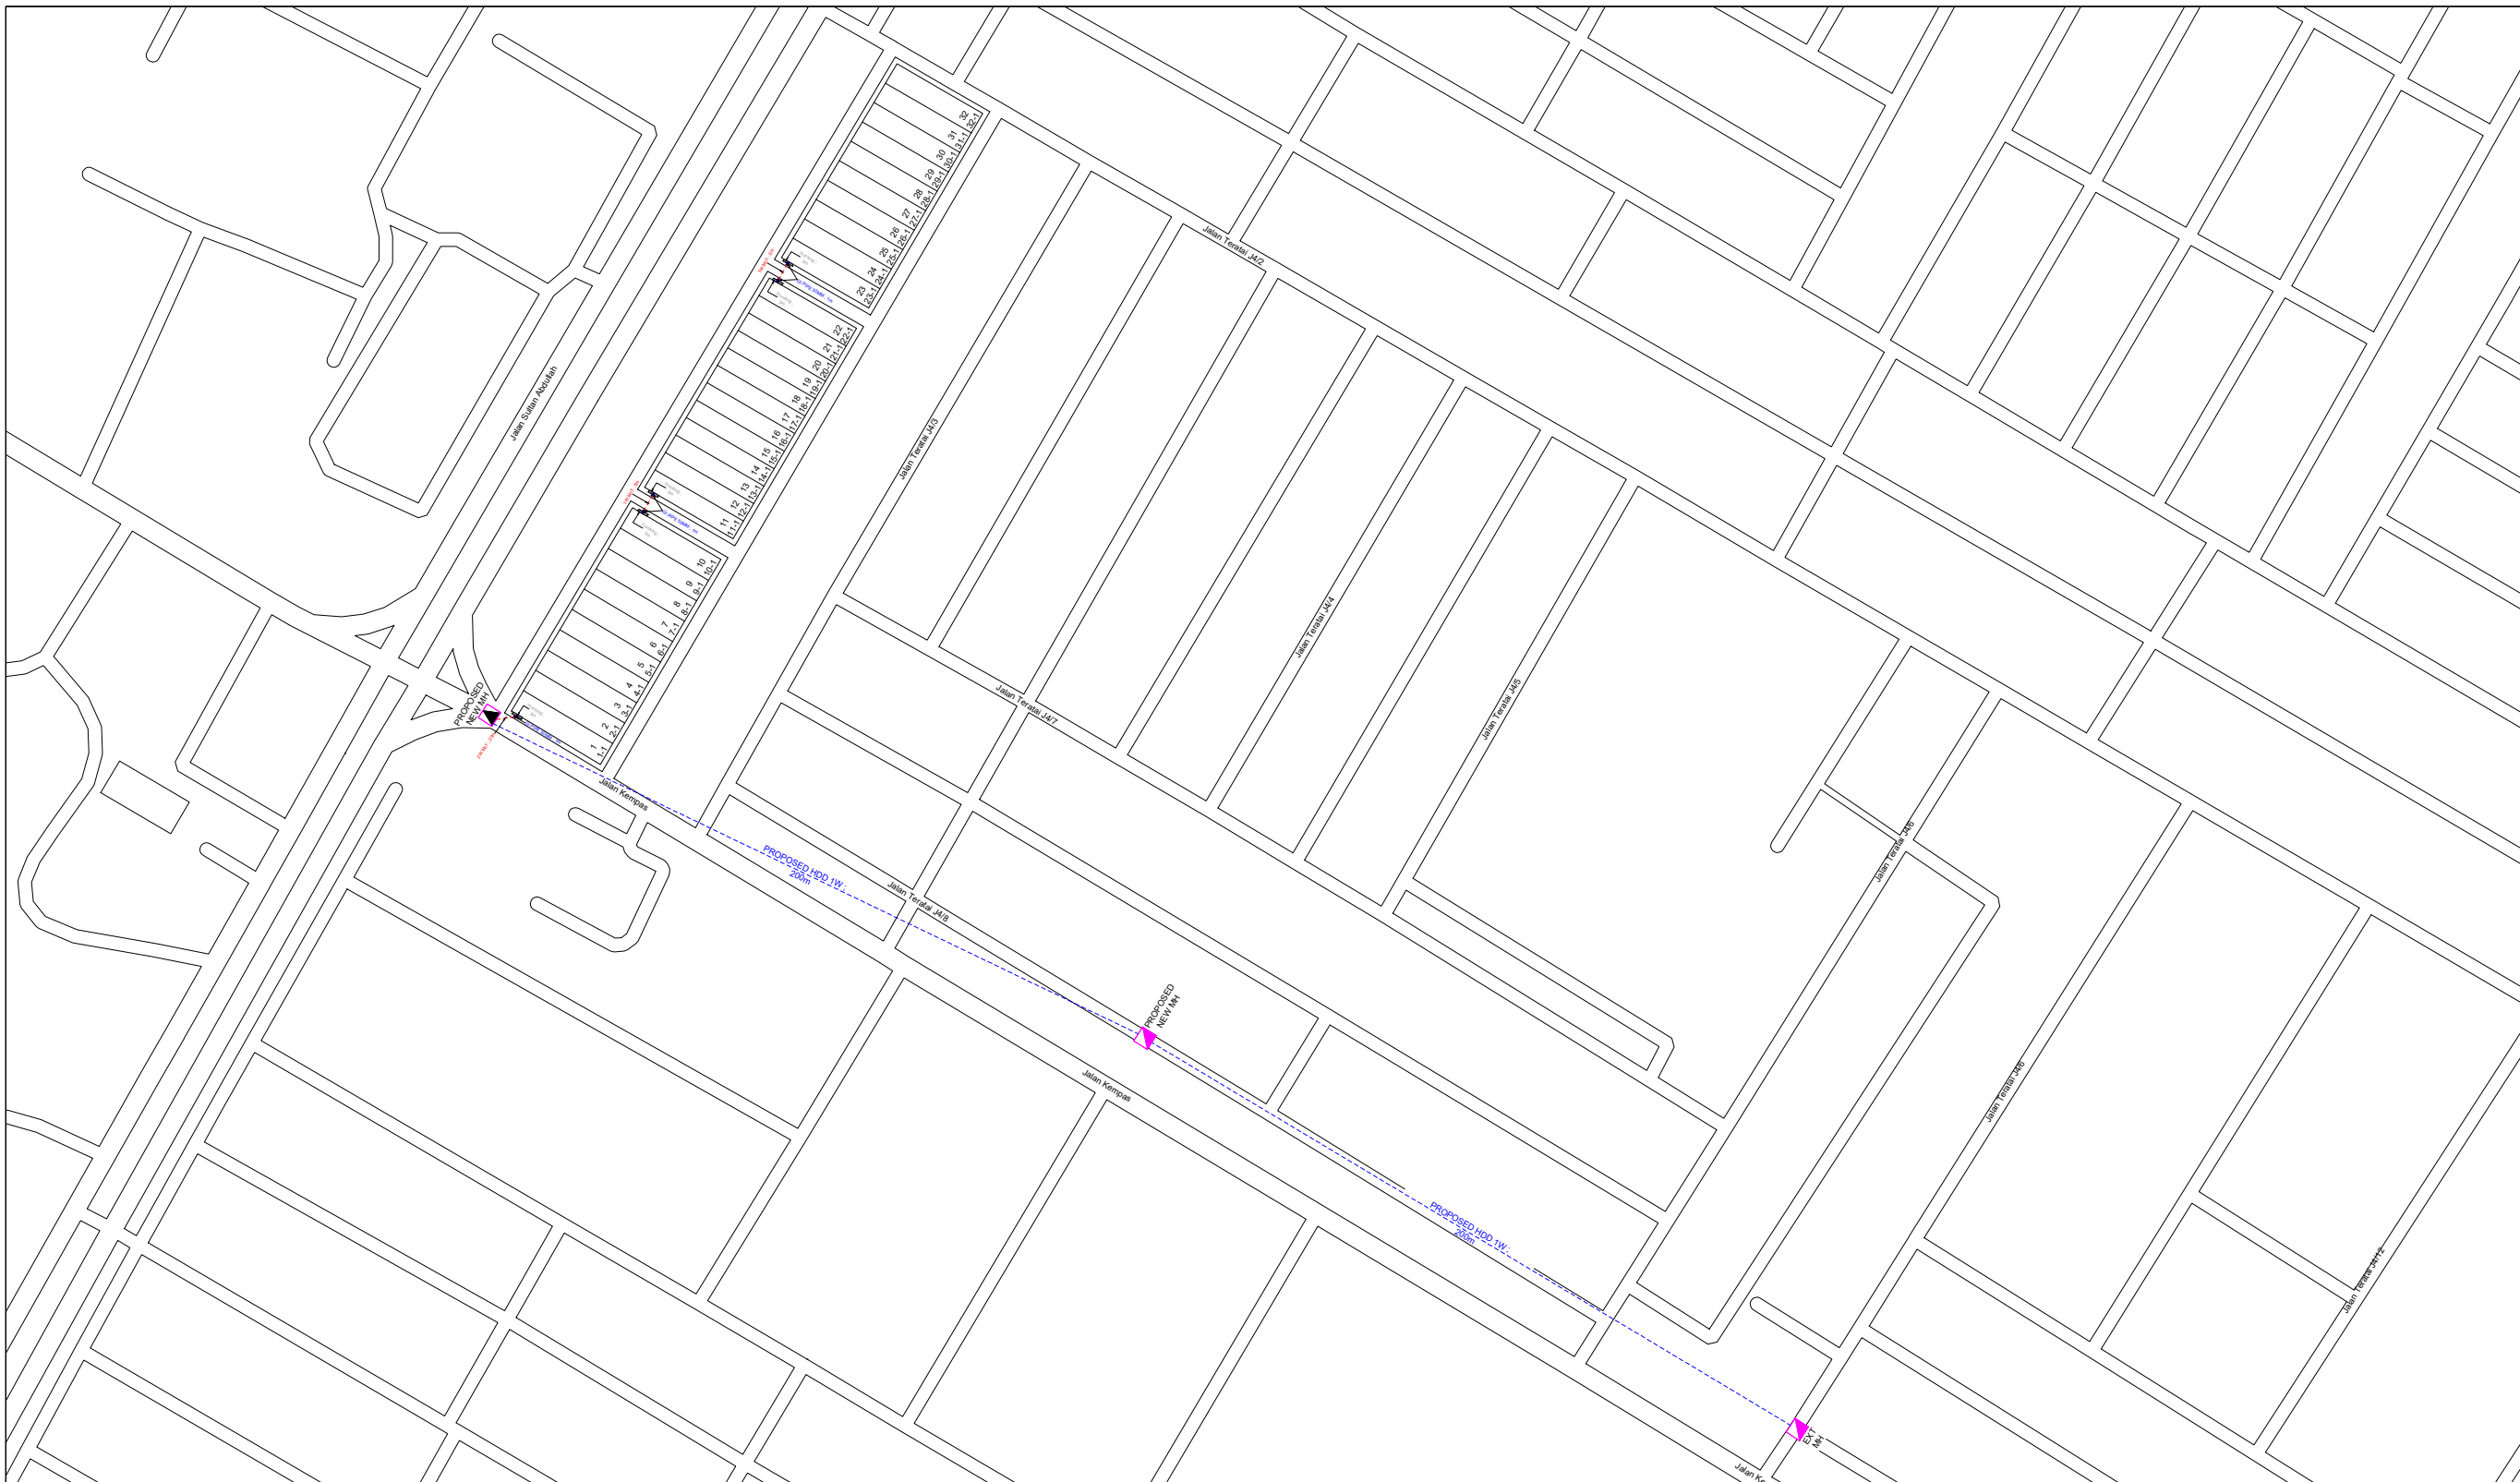 32
32-1
31
31-1
30
30-1
29
29-1
28
28-1
27
27-1
26
26-1
25
25-1
24
24-1
23
23-1
22
22-1
21
21-1
20
20-1
19
19-1
18
18-1
17
17-1
16
16-1
15
15-1
14
14-1
13
13-1
12
12-1
11
11-1
10
10-1
9
9-1
8
8-1
7
7-1
6
6-1
5
5-1
4
4-1
3
3-1
2
2-1
1
1-1
Jalan Teratai J4/2
Jalan Sultan Abdullah
Jalan Teratai J4/3
Jalan Teratai J4/4
Jalan Teratai J4/5
Jalan Teratai J4/7
PROPOSED
NEW MH
Jalan Kempas
PROPOSED HDD 1W :
200m
Jalan Teratai J4/8
Jalan Teratai J4/6
PROPOSED
NEW MH
Jalan Kempas
Jalan Teratai J4/6
PROPOSED HDD 1W :
200m
Jalan Teratai J4/12
EXT
MH
Jalan